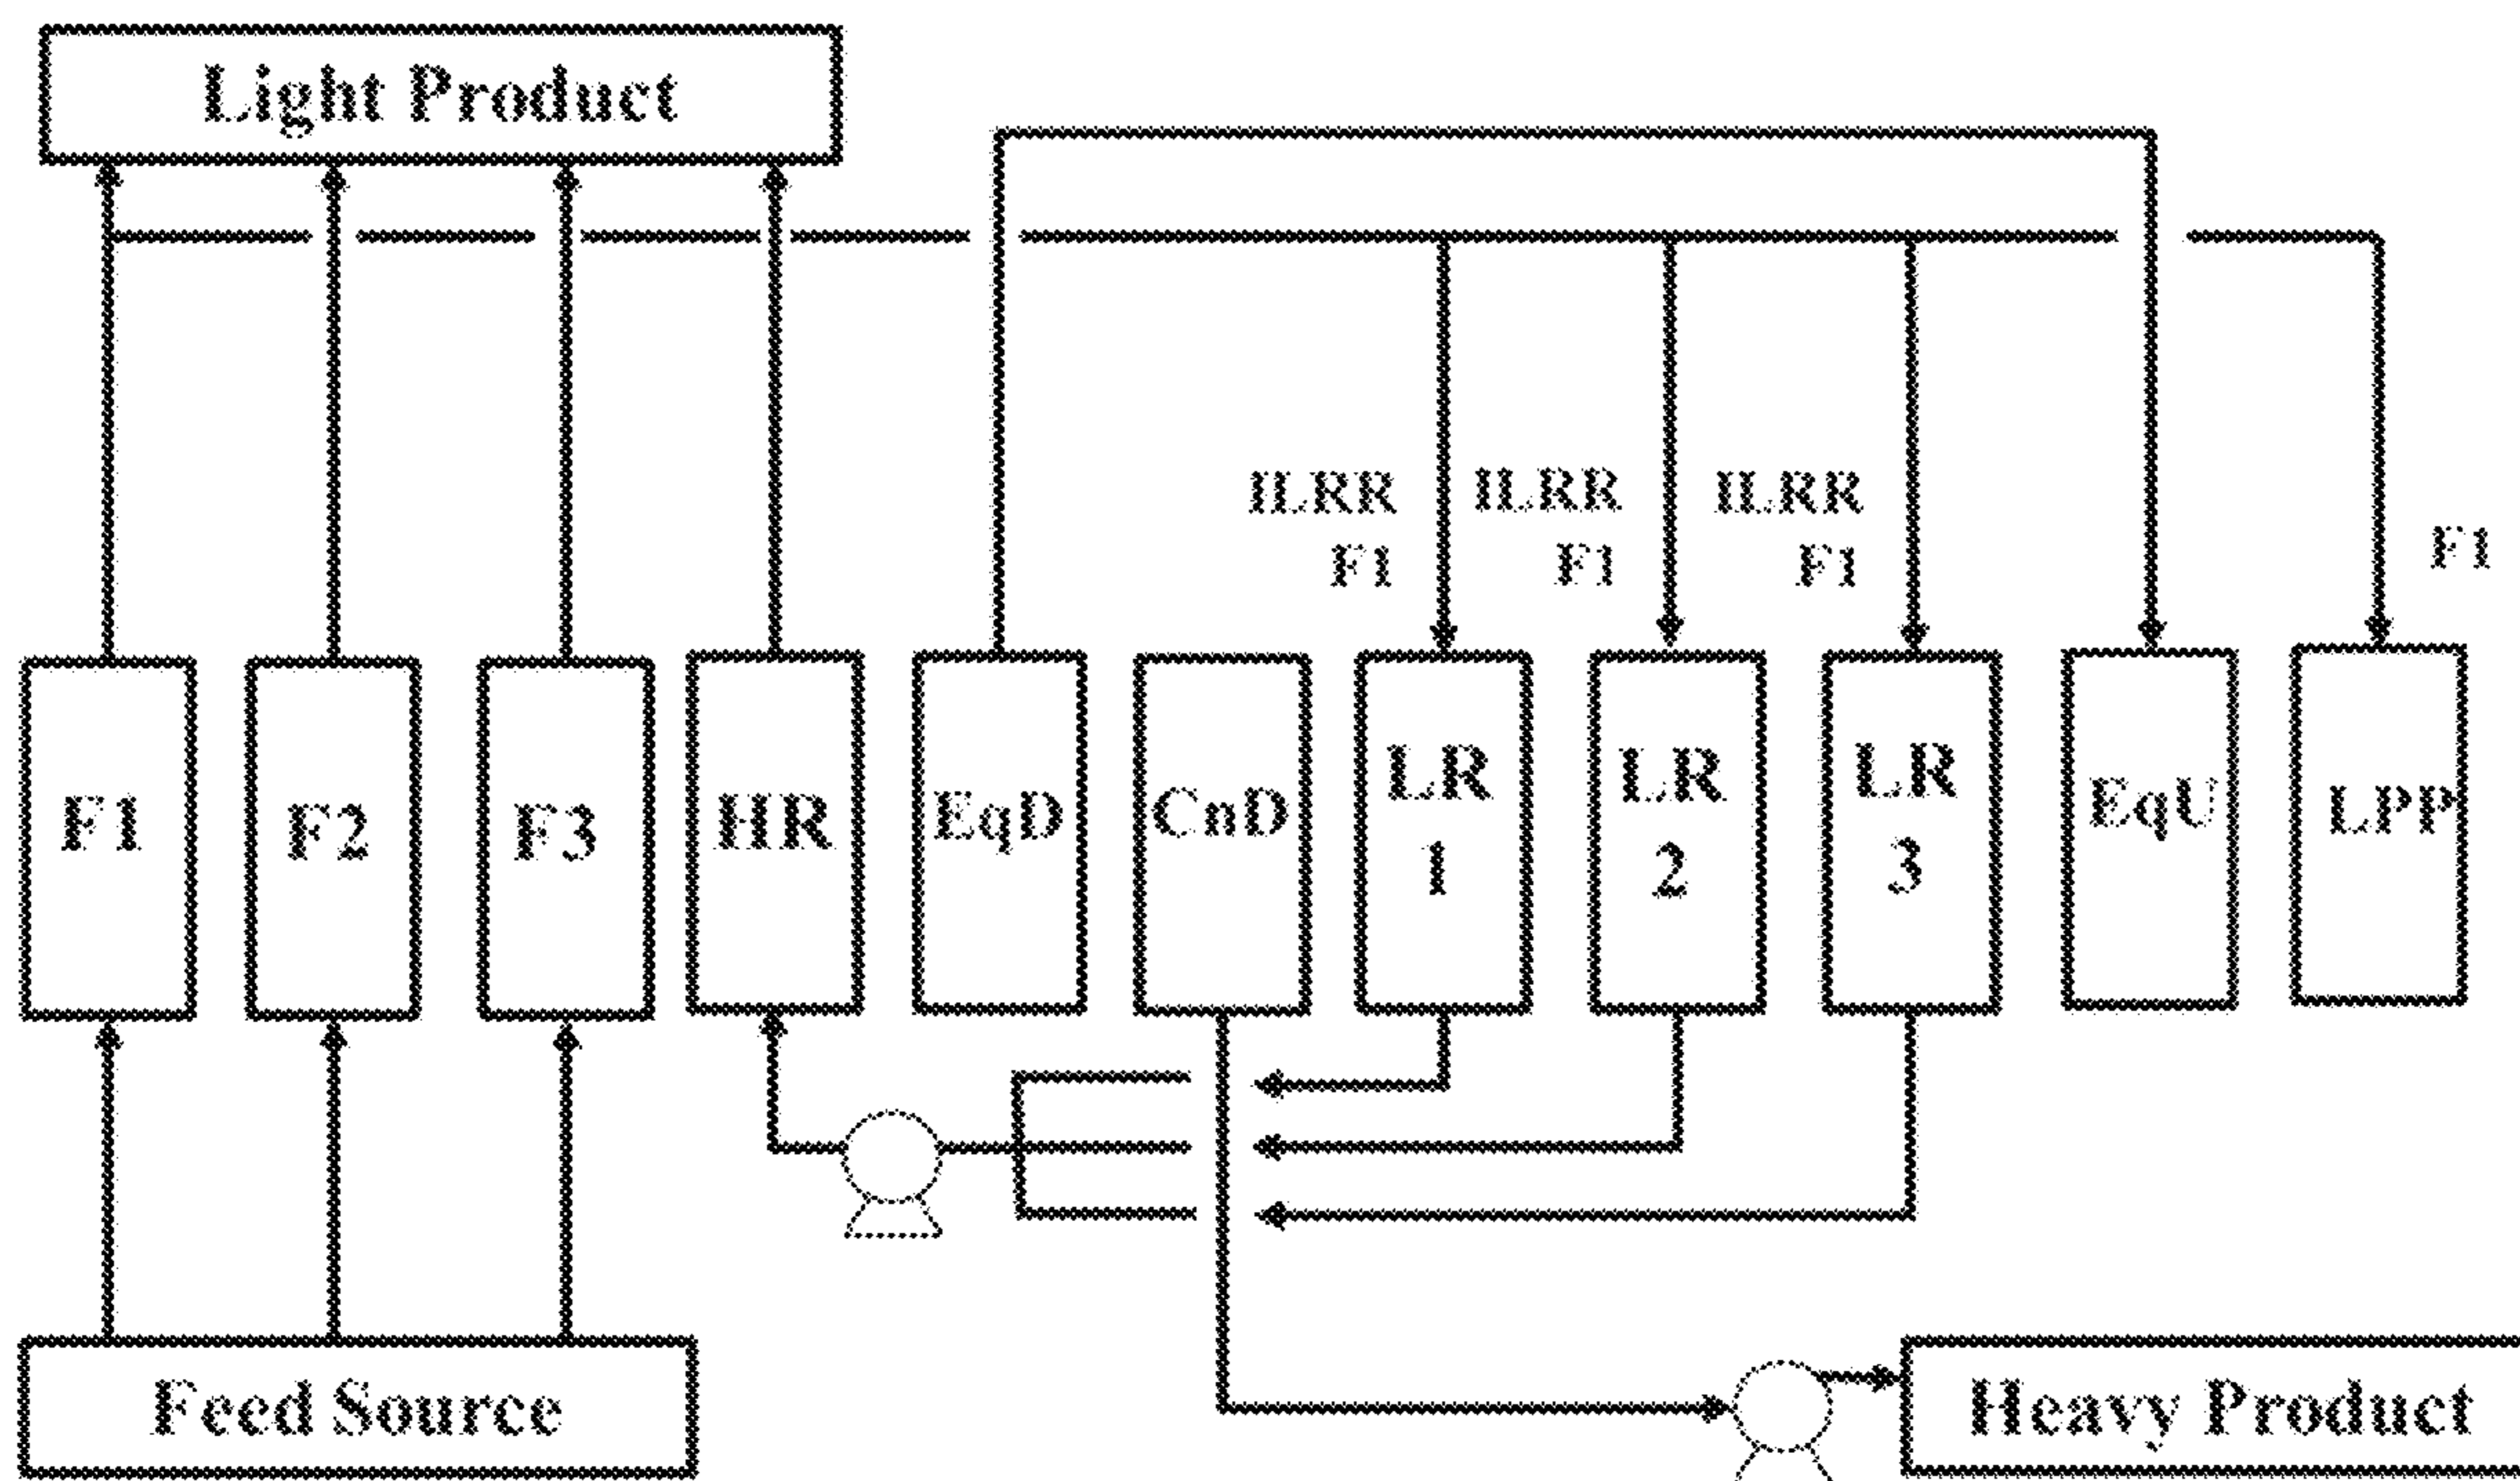 Light Product
ILRR
F1
ILRR
F1
ILRR
F1
F1
F1
F2
F3
HR
EqD
CnD
LR
1
LR
2
LR
3
EqU
LPP
Feed Source
Heavy Product